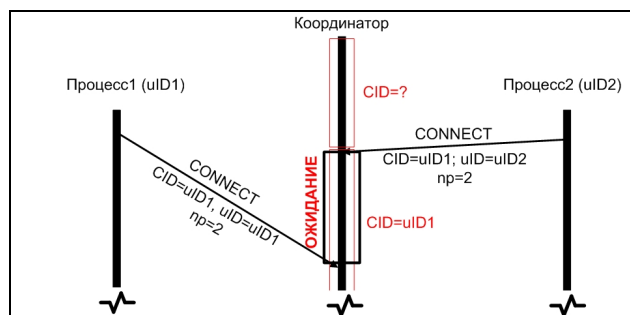 Координатор
Процесс1 (uID1)
Процесс2 (uID2)
CID=?
CONNECT
CID=uID1; uID=uID2
np=2
CONNECT
CID=uID1, uID=uID1
np=2
ОЖИДАНИЕ
CID=uID1